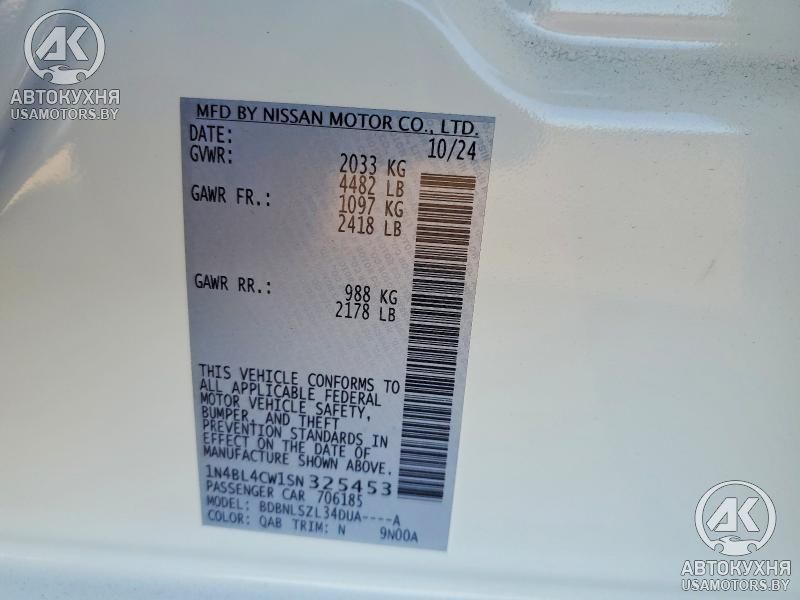 АК
АВТОКУХНЯ
USAMOTORS.BY
MFD BY NISSAN MOTOR CO., LTD.
DATE: 10/24
GVWR: 2033 KG
4482 LB
GAWR FR.: 1097 KG
2418 LB
GAWR RR.: 988 KG
2178 LB
THIS VEHICLE CONFORMS TO
ALL APPLICABLE FEDERAL
MOTOR VEHICLE SAFETY,
BUMPER, AND THEFT
PREVENTION STANDARDS IN
EFFECT ON THE DATE OF
MANUFACTURE SHOWN ABOVE.
1N4BL4CW1SN325453
PASSENGER CAR 706185
MODEL: BDBNLSZL34DUA----A
COLOR: QAB TRIM: N 9N00A
АК
АВТОКУХНЯ
USAMOTORS.BY